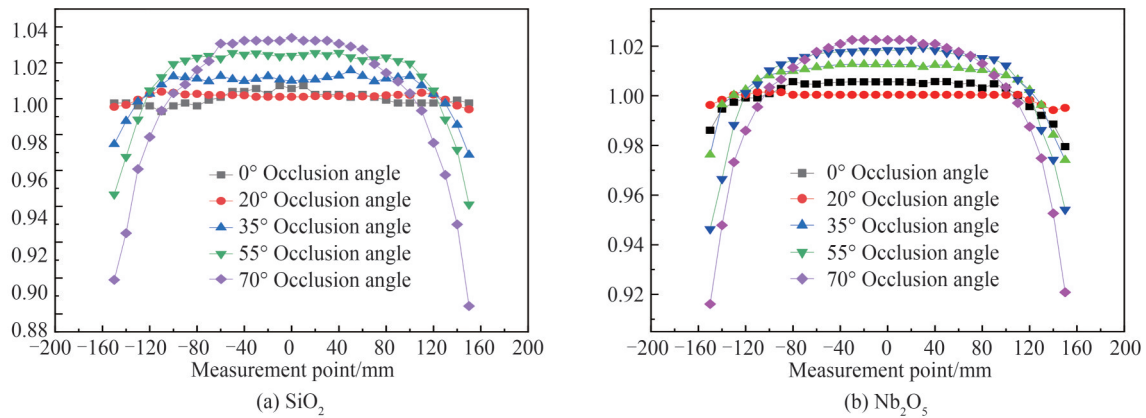 1.04
1.02
1.00
0.98
0.96
0.94
0.92
0.90
0.88
0° Occlusion angle
20° Occlusion angle
35° Occlusion angle
55° Occlusion angle
70° Occlusion angle
−200 −160 −120 −80 −40 0 40 80 120 160 200
Measurement point/mm
(a) SiO₂
1.02
1.00
0.98
0.96
0.94
0.92
0° Occlusion angle
20° Occlusion angle
35° Occlusion angle
55° Occlusion angle
70° Occlusion angle
−200 −160 −120 −80 −40 0 40 80 120 160 200
Measurement point/mm
(b) Nb₂O₅